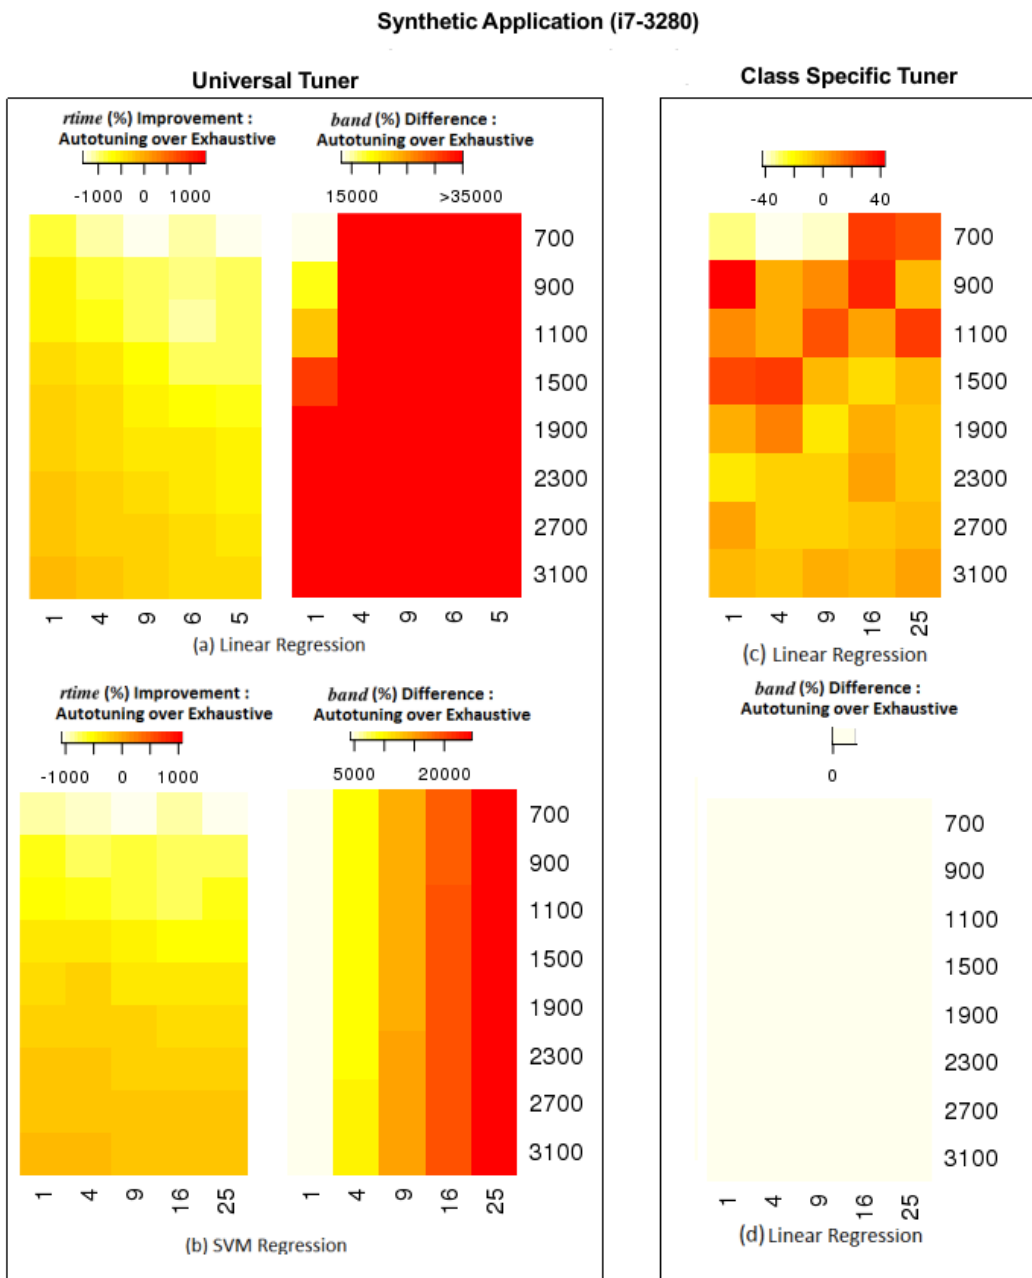 Synthetic Application (i7-3280)
Universal Tuner
Class Specific Tuner
rtime (%) Improvement :
Autotuning over Exhaustive
-1000 0 1000
band (%) Difference :
Autotuning over Exhaustive
15000 >35000
700
900
1100
1500
1900
2300
2700
3100
1 4 9 6 5
1 4 9 6 5
(a) Linear Regression
rtime (%) Improvement :
Autotuning over Exhaustive
-1000 0 1000
band (%) Difference :
Autotuning over Exhaustive
5000 20000
700
900
1100
1500
1900
2300
2700
3100
1 4 9 16 25
1 4 9 16 25
(b) SVM Regression
-40 0 40
700
900
1100
1500
1900
2300
2700
3100
1 4 9 16 25
(c) Linear Regression
band (%) Difference :
Autotuning over Exhaustive
0
700
900
1100
1500
1900
2300
2700
3100
1 4 9 16 25
(d) Linear Regression